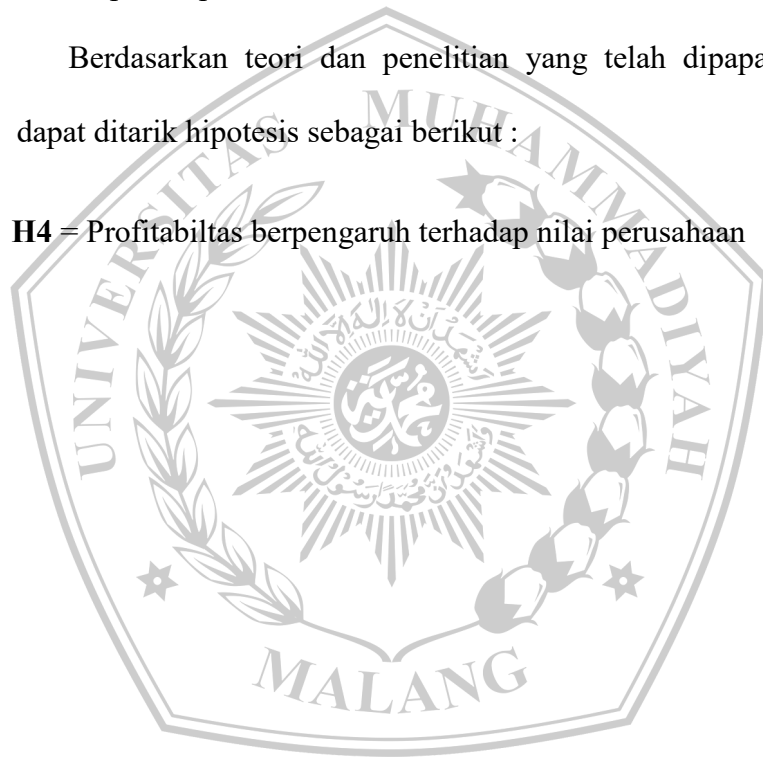 Berdasarkan teori dan penelitian yang telah dipapa
dapat ditarik hipotesis sebagai berikut :
H4 = Profitabiltas berpengaruh terhadap nilai perusahaan
UNIVERSITAS MUHAMMADIYAH
MALANG